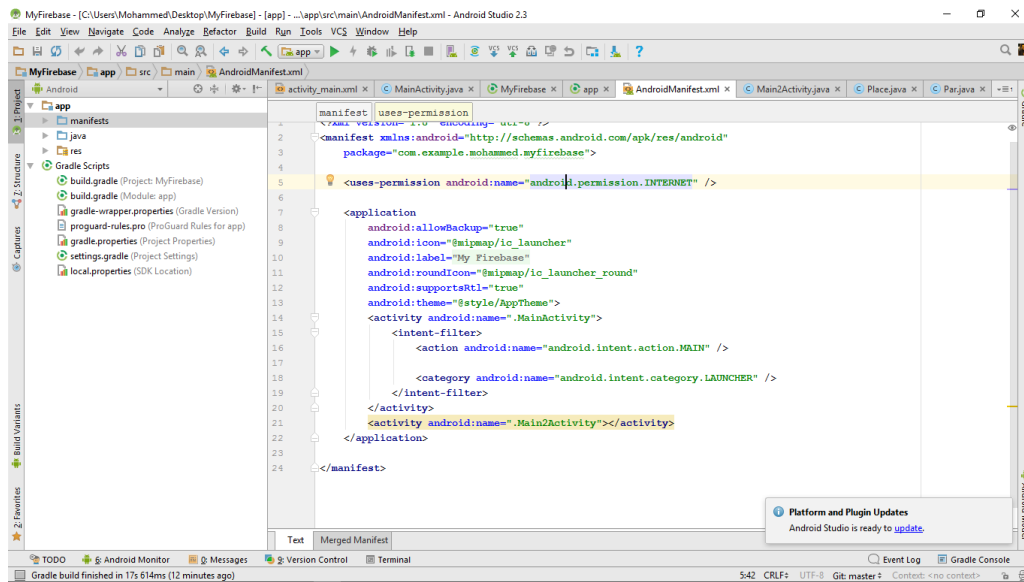 MyFirebase - [C:\Users\Mohammed\Desktop\MyFirebase] - [app] - ...\app\src\main\AndroidManifest.xml - Android Studio 2.3
File Edit View Navigate Code Analyze Refactor Build Run Tools VCS Window Help
app
MyFirebase app src main AndroidManifest.xml
Android
activity_main.xml MainActivity.java MyFirebase app AndroidManifest.xml Main2Activity.java Place.java Par.java
1: Project
7: Structure
Captures
Build Variants
2: Favorites
app
manifests
java
res
Gradle Scripts
build.gradle (Project: MyFirebase)
build.gradle (Module: app)
gradle-wrapper.properties (Gradle Version)
proguard-rules.pro (ProGuard Rules for app)
gradle.properties (Project Properties)
settings.gradle (Project Settings)
local.properties (SDK Location)
manifest uses-permission
2 <manifest xmlns:android="http://schemas.android.com/apk/res/android"
3 package="com.example.mohammed.myfirebase">
4
5 <uses-permission android:name="android.permission.INTERNET" />
6
7 <application
8 android:allowBackup="true"
9 android:icon="@mipmap/ic_launcher"
10 android:label="My Firebase"
11 android:roundIcon="@mipmap/ic_launcher_round"
12 android:supportsRtl="true"
13 android:theme="@style/AppTheme">
14 <activity android:name=".MainActivity">
15 <intent-filter>
16 <action android:name="android.intent.action.MAIN" />
17
18 <category android:name="android.intent.category.LAUNCHER" />
19 </intent-filter>
20 </activity>
21 <activity android:name=".Main2Activity"></activity>
22 </application>
23
24 </manifest>
Platform and Plugin Updates
Android Studio is ready to update.
Text Merged Manifest
TODO 6: Android Monitor 0: Messages 9: Version Control Terminal Event Log Gradle Console
Gradle build finished in 17s 614ms (12 minutes ago) 5:42 CRLF UTF-8 Git: master Context: <no context>